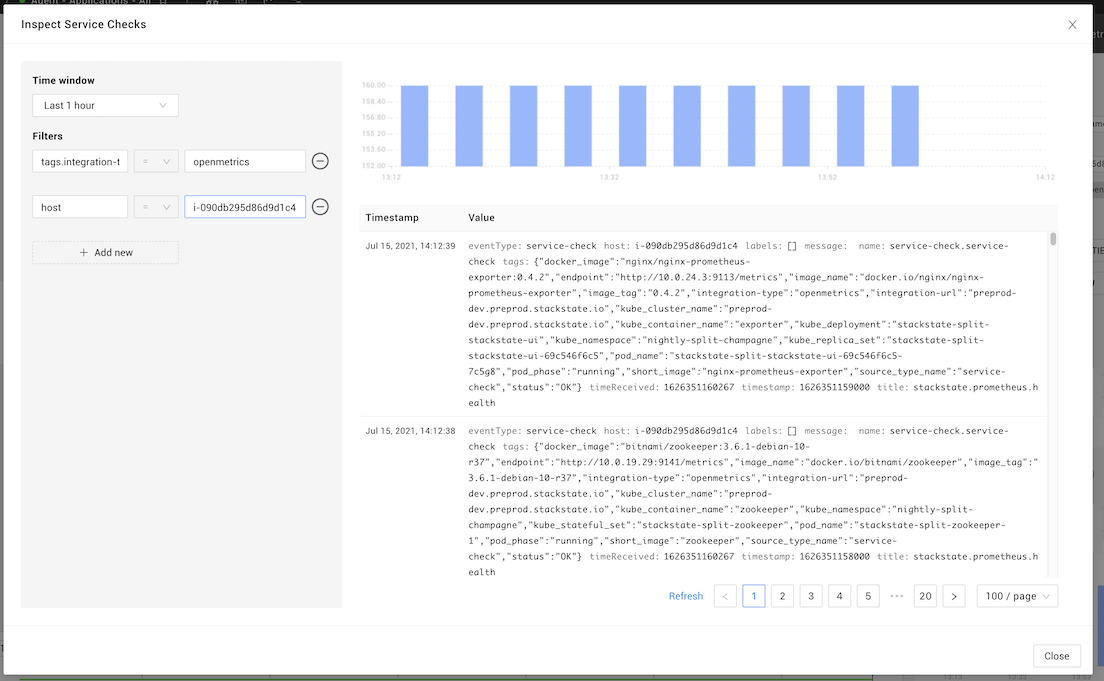 Inspect Service Checks
Time window
Last 1 hour
Filters
tags.integration-t = openmetrics
host = i-090db295d86d9d1c4
+ Add new
160.00
158.40
156.80
155.20
153.60
152.00
13:12 13:32 13:52 14:12
Timestamp Value
Jul 15, 2021, 14:12:39 eventType: service-check host: i-090db295d86d9d1c4 labels: [] message: name: service-check.service-
check tags: {"docker_image":"nginx/nginx-prometheus-
exporter:0.4.2","endpoint":"http://10.0.24.3:9113/metrics","image_name":"docker.io/nginx/nginx-
prometheus-exporter","image_tag":"0.4.2","integration-type":"openmetrics","integration-url":"preprod-
dev.preprod.stackstate.io","kube_cluster_name":"preprod-
dev.preprod.stackstate.io","kube_container_name":"exporter","kube_deployment":"stackstate-split-
stackstate-ui","kube_namespace":"nightly-split-champagne","kube_replica_set":"stackstate-split-
stackstate-ui-69c546f6c5","pod_name":"stackstate-split-stackstate-ui-69c546f6c5-
7c5g8","pod_phase":"running","short_image":"nginx-prometheus-exporter","source_type_name":"service-
check","status":"OK"} timeReceived: 1626351160267 timestamp: 1626351159000 title: stackstate.prometheus.h
ealth
Jul 15, 2021, 14:12:38 eventType: service-check host: i-090db295d86d9d1c4 labels: [] message: name: service-check.service-
check tags: {"docker_image":"bitnami/zookeeper:3.6.1-debian-10-
r37","endpoint":"http://10.0.19.29:9141/metrics","image_name":"docker.io/bitnami/zookeeper","image_tag":"
3.6.1-debian-10-r37","integration-type":"openmetrics","integration-url":"preprod-
dev.preprod.stackstate.io","kube_cluster_name":"preprod-
dev.preprod.stackstate.io","kube_container_name":"zookeeper","kube_namespace":"nightly-split-
champagne","kube_stateful_set":"stackstate-split-zookeeper","pod_name":"stackstate-split-zookeeper-
1","pod_phase":"running","short_image":"zookeeper","source_type_name":"service-
check","status":"OK"} timeReceived: 1626351160267 timestamp: 1626351158000 title: stackstate.prometheus.h
ealth
Refresh < 1 2 3 4 5 ••• 20 > 100 / page
Close